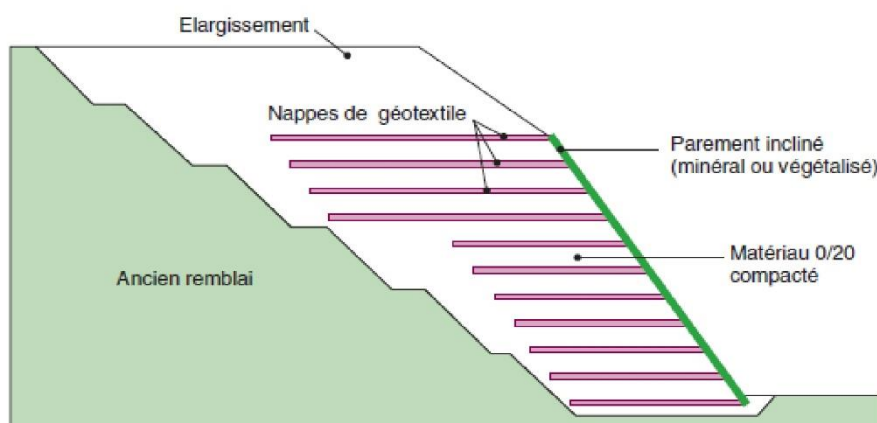 Elargissement
Nappes de géotextile
Parement incliné
(minéral ou végétalisé)
Matériau 0/20
compacté
Ancien remblai